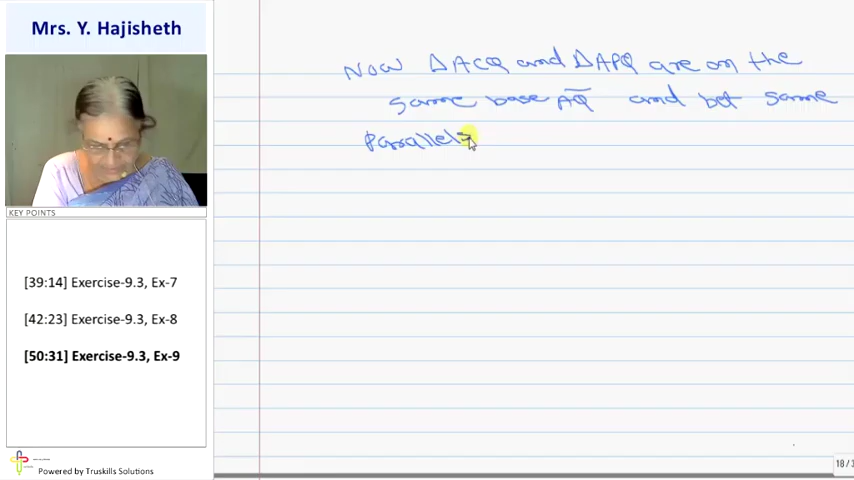 Mrs. Y. Hajisheth
Now ΔACQ and ΔAPQ are on the
same base AQ and bet same
Parallels
KEY POINTS
[39:14] Exercise-9.3, Ex-7
[42:23] Exercise-9.3, Ex-8
[50:31] Exercise-9.3, Ex-9
Powered by Truskills Solutions
18/